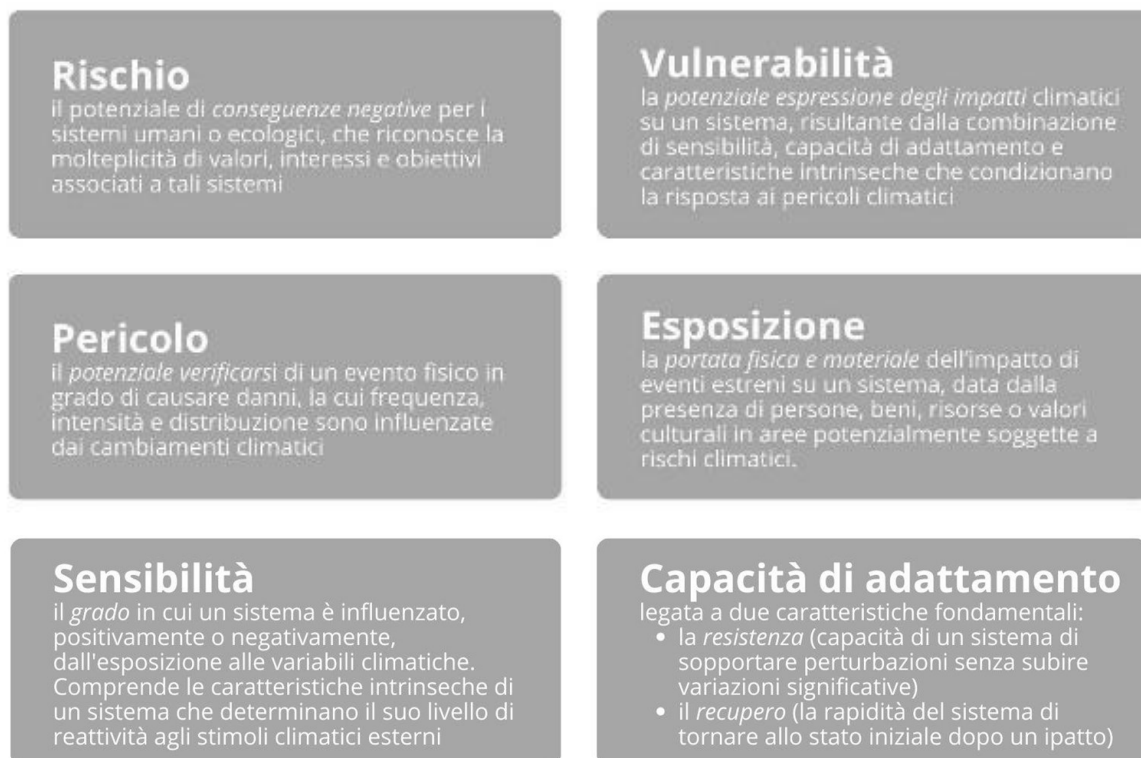 Rischio
il potenziale di conseguenze negative per i
sistemi umani o ecologici, che riconosce la
molteplicità di valori, interessi e obiettivi
associati a tali sistemi
Vulnerabilità
la potenziale espressione degli impatti climatici
su un sistema, risultante dalla combinazione
di sensibilità, capacità di adattamento e
caratteristiche intrinseche che condizionano
la risposta ai pericoli climatici
Pericolo
il potenziale verificarsi di un evento fisico in
grado di causare danni, la cui frequenza,
intensità e distribuzione sono influenzate
dai cambiamenti climatici
Esposizione
la portata fisica e materiale dell'impatto di
eventi estreni su un sistema, data dalla
presenza di persone, beni, risorse o valori
culturali in aree potenzialmente soggette a
rischi climatici.
Sensibilità
il grado in cui un sistema è influenzato,
positivamente o negativamente,
dall'esposizione alle variabili climatiche.
Comprende le caratteristiche intrinseche di
un sistema che determinano il suo livello di
reattività agli stimoli climatici esterni
Capacità di adattamento
legata a due caratteristiche fondamentali:
• la resistenza (capacità di un sistema di
sopportare perturbazioni senza subire
variazioni significative)
• il recupero (la rapidità del sistema di
tornare allo stato iniziale dopo un ipatto)